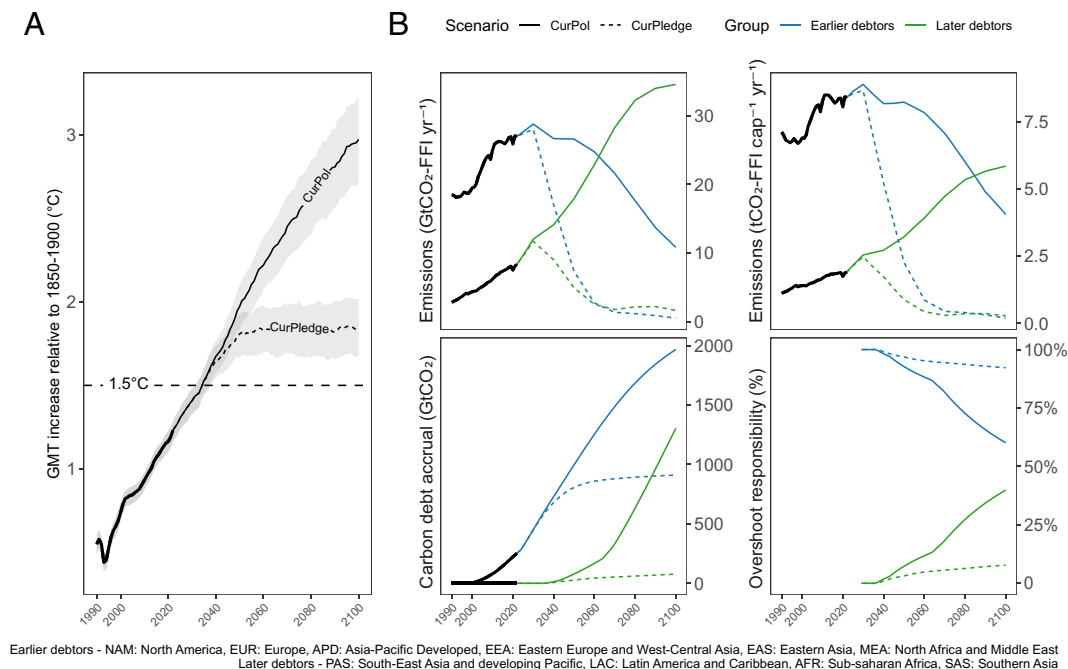 A
B
Scenario CurPol CurPledge Group Earlier debtors Later debtors
GMT increase relative to 1850-1900 (°C)
3
2
1
CurPol
CurPledge
1.5°C
1990 2000 2020 2040 2060 2080 2100
Emissions (GtCO₂-FFI yr⁻¹)
30
20
10
0
Emissions (tCO₂-FFI cap⁻¹ yr⁻¹)
7.5
5.0
2.5
0.0
Carbon debt accrual (GtCO₂)
2000
1500
1000
500
0
1990 2000 2020 2040 2060 2080 2100
Overshoot responsibility (%)
100%
75%
50%
25%
0
1990 2000 2020 2040 2060 2080 2100
Earlier debtors - NAM: North America, EUR: Europe, APD: Asia-Pacific Developed, EEA: Eastern Europe and West-Central Asia, EAS: Eastern Asia, MEA: North Africa and Middle East
Later debtors - PAS: South-East Asia and developing Pacific, LAC: Latin America and Caribbean, AFR: Sub-saharan Africa, SAS: Southern Asia